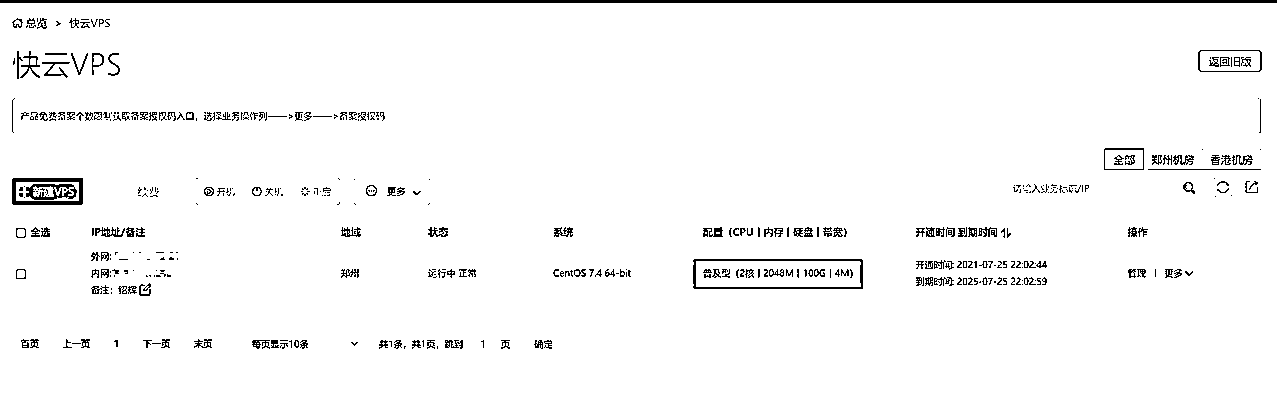 总览 > 快云VPS
快云VPS
返回旧版
产品免费备案个数限制获取备案授权码入口，选择业务操作列——>更多——>备案授权码
全部 郑州机房 香港机房
新建VPS 续费 开机 关机 重启 更多 请输入业务标识/IP
全选 IP地址/备注 地域 状态 系统 配置（CPU | 内存 | 硬盘 | 带宽） 开通时间 到期时间 操作
外网:
内网:
备注: 铭辉
郑州 运行中 正常 CentOS 7.4 64-bit 普及型（2核 | 2048M | 100G | 4M）
开通时间: 2021-07-25 22:02:44
到期时间: 2025-07-25 22:02:59
管理 | 更多
首页 上一页 1 下一页 末页 每页显示10条 共1条，共1页，跳到 1 页 确定